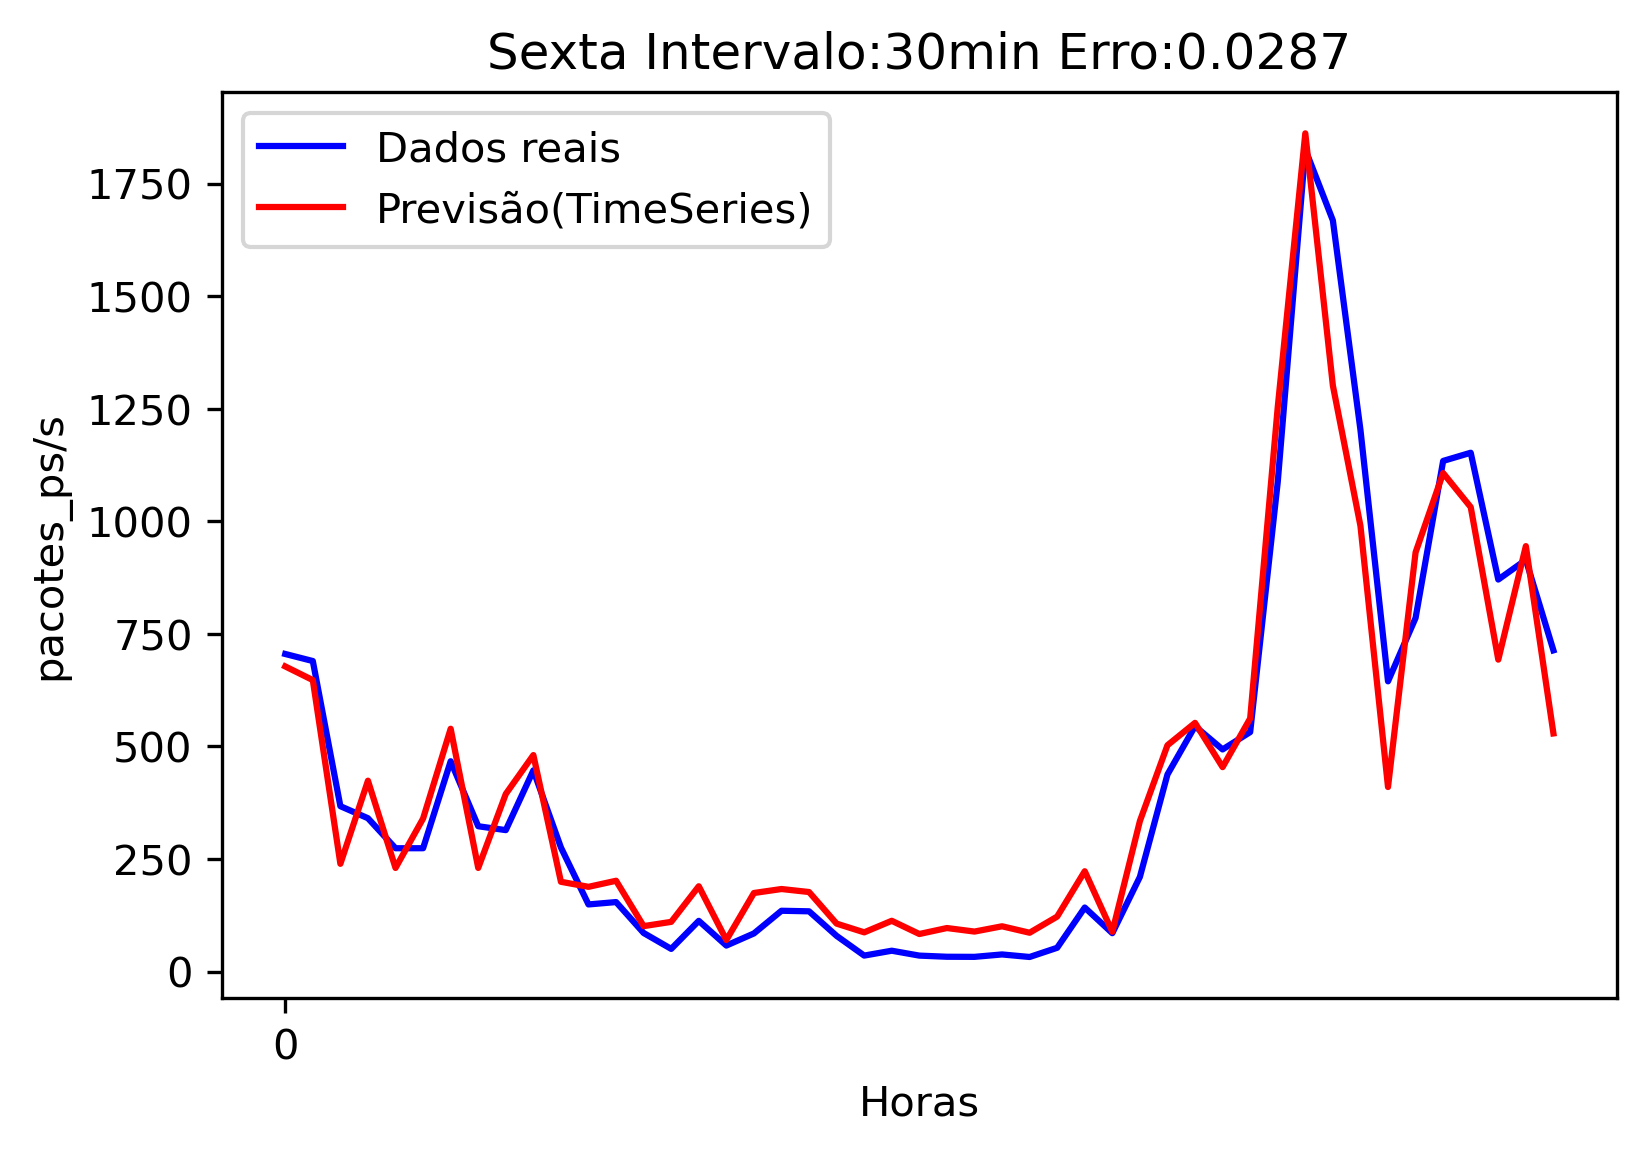 Sexta Intervalo:30min Erro:0.0287
Dados reais
Previsão(TimeSeries)
1750
1500
1250
1000
750
500
250
0
pacotes_ps/s
0
Horas